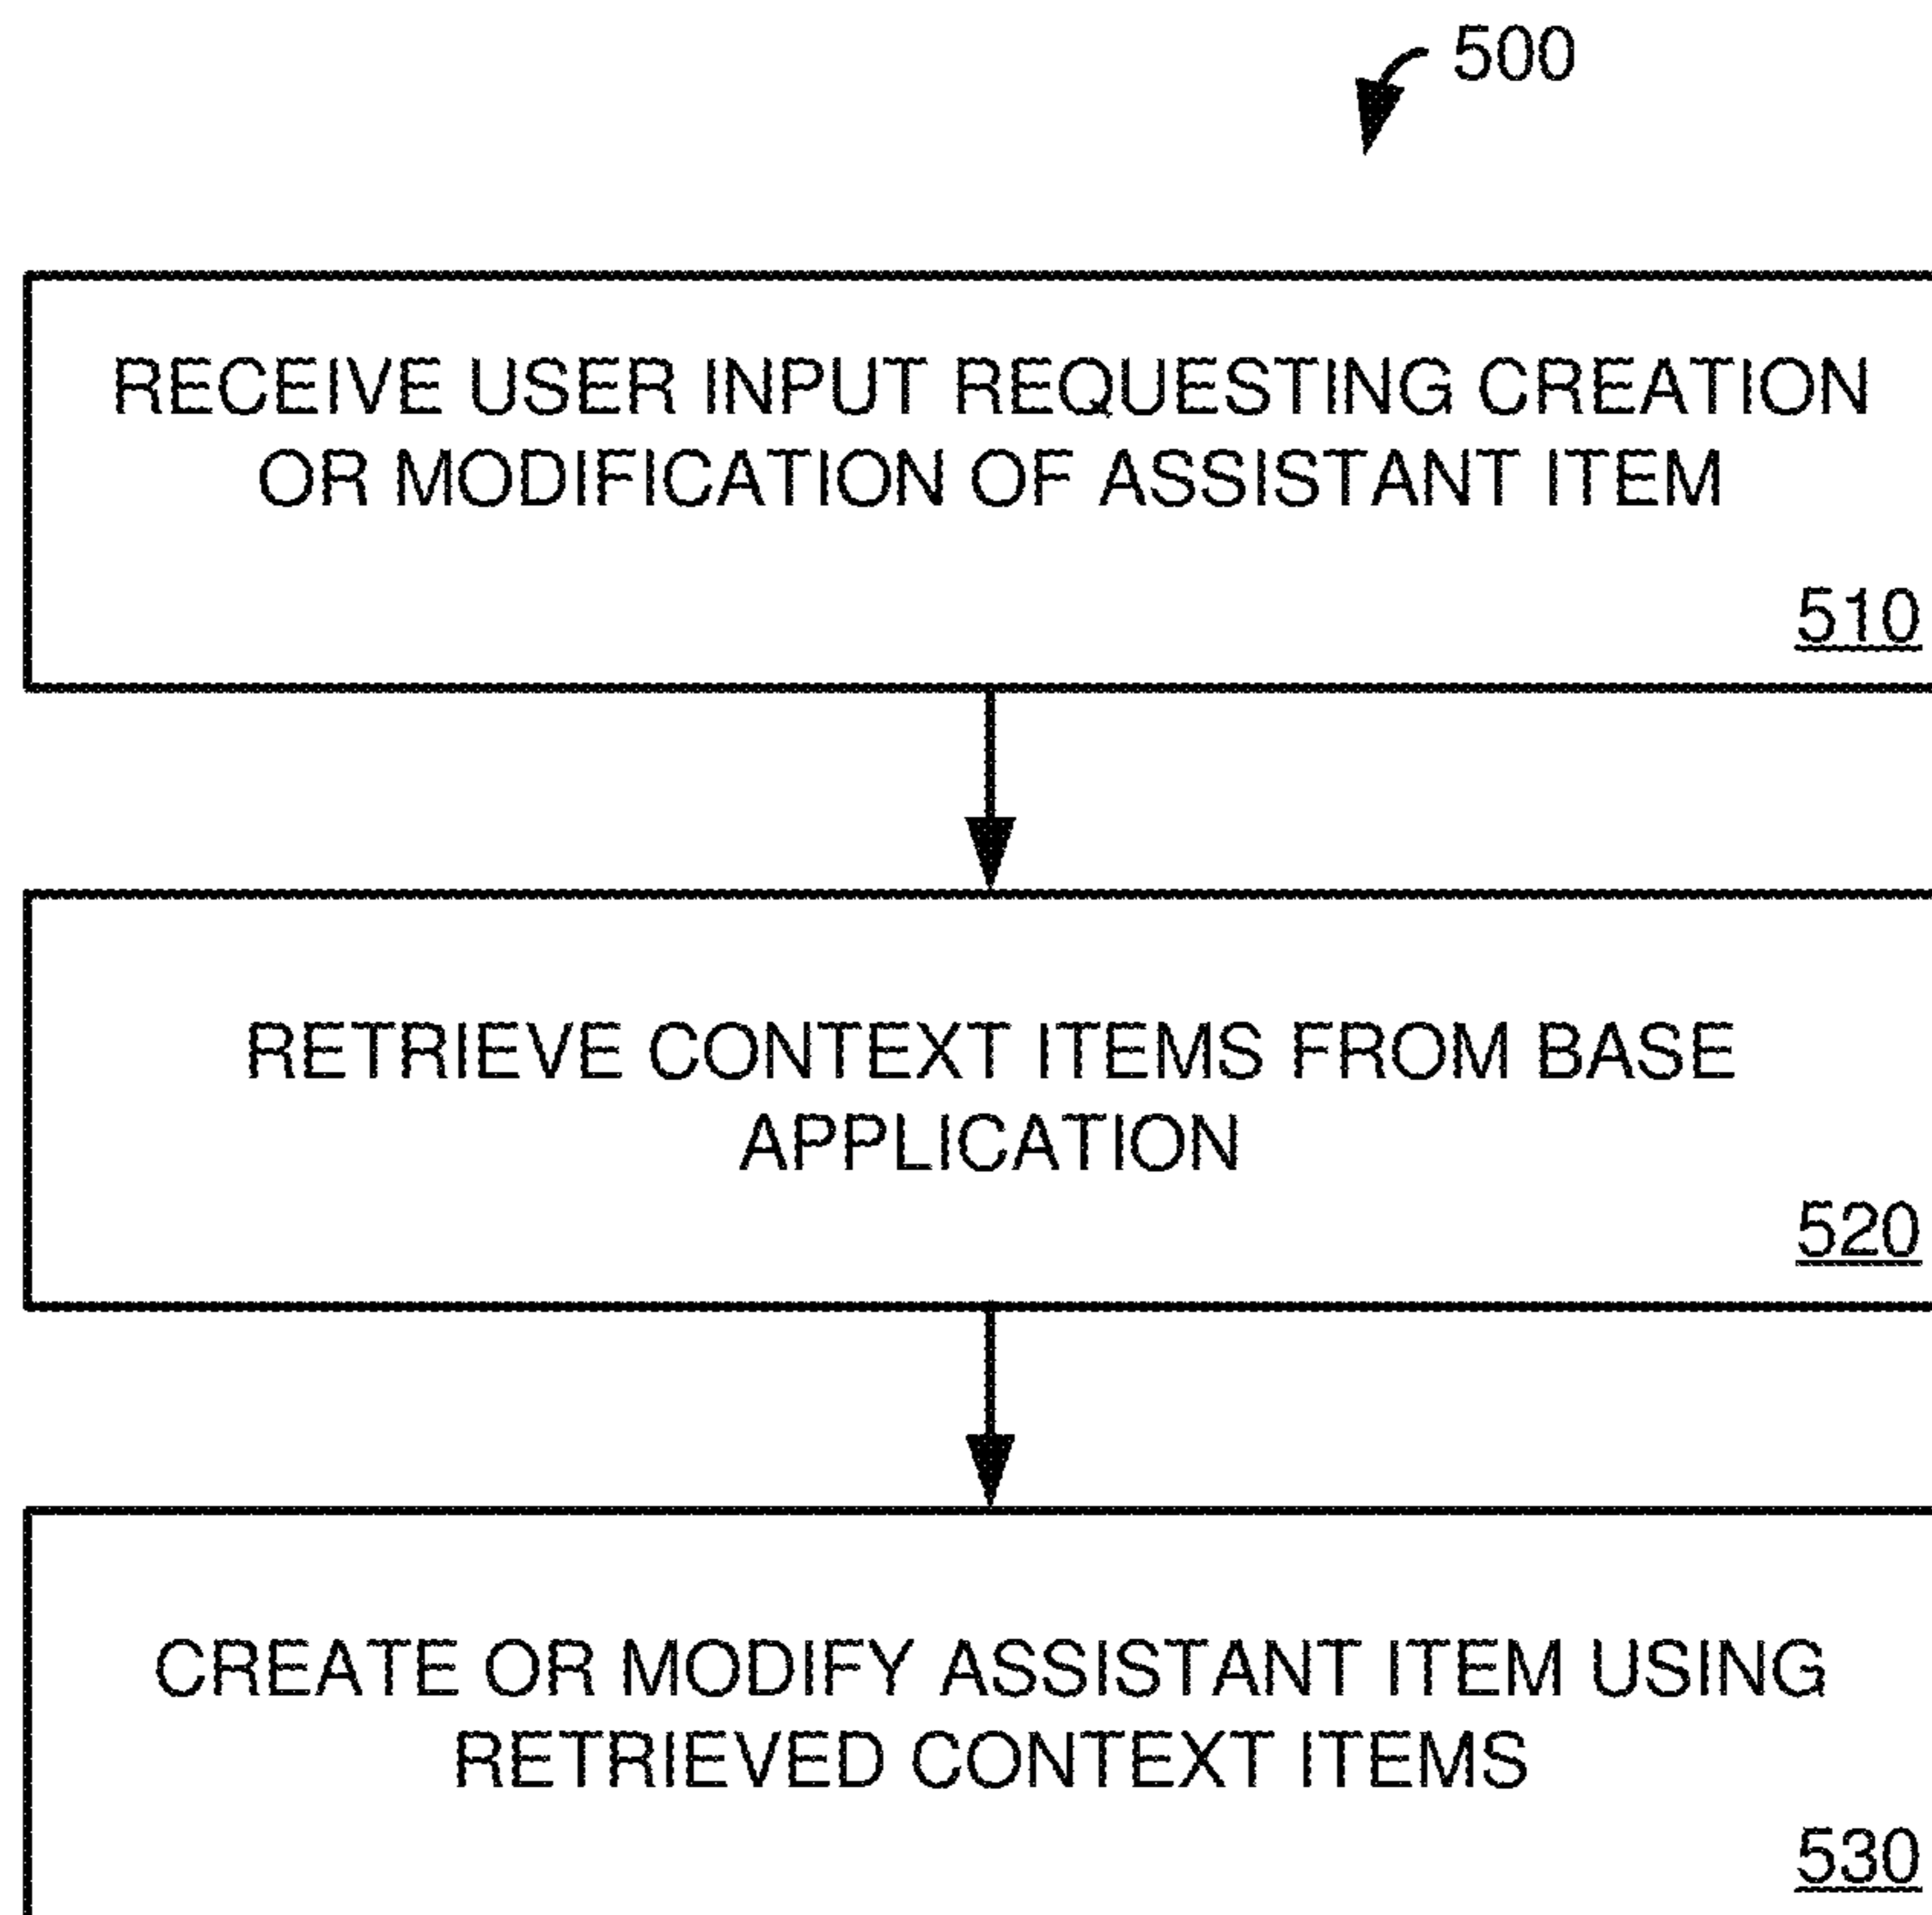 500
RECEIVE USER INPUT REQUESTING CREATION
OR MODIFICATION OF ASSISTANT ITEM
510
RETRIEVE CONTEXT ITEMS FROM BASE
APPLICATION
520
CREATE OR MODIFY ASSISTANT ITEM USING
RETRIEVED CONTEXT ITEMS
530